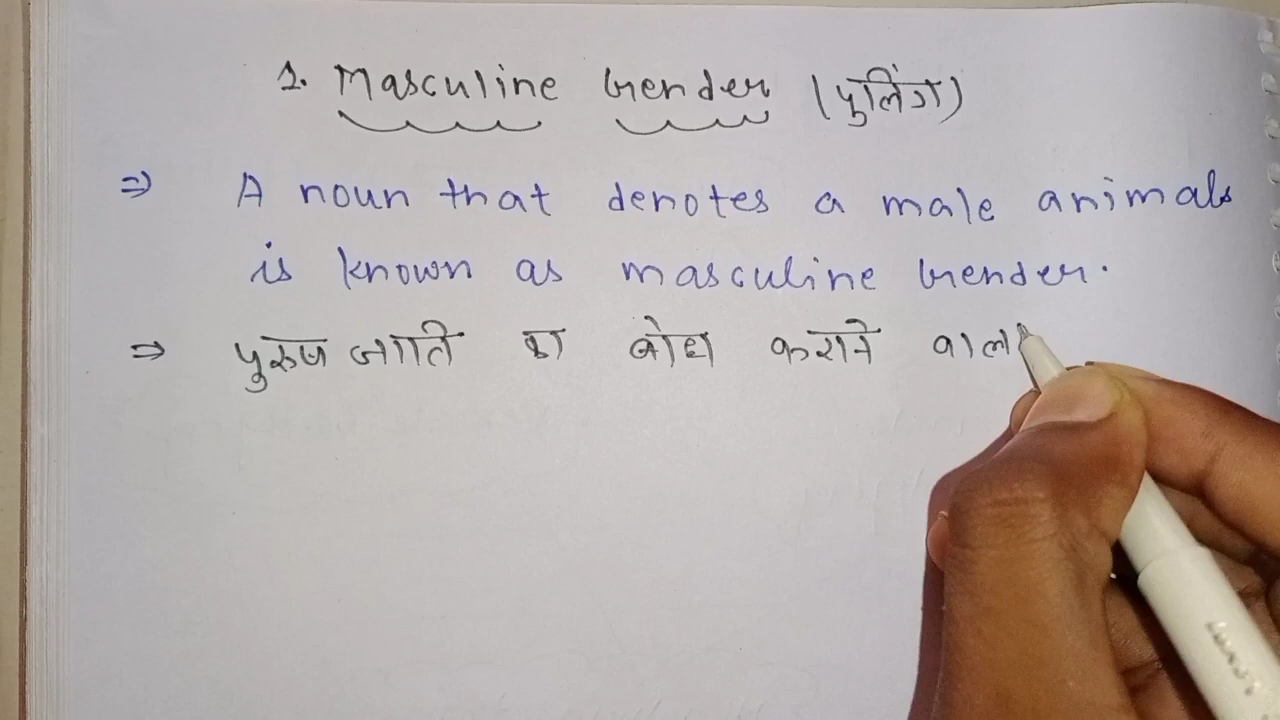 1. Masculine Gender (पुलिंग)
⇒ A noun that denotes a male animals
is known as masculine Gender.
⇒ पुरुष जाति का बोध कराने वाल